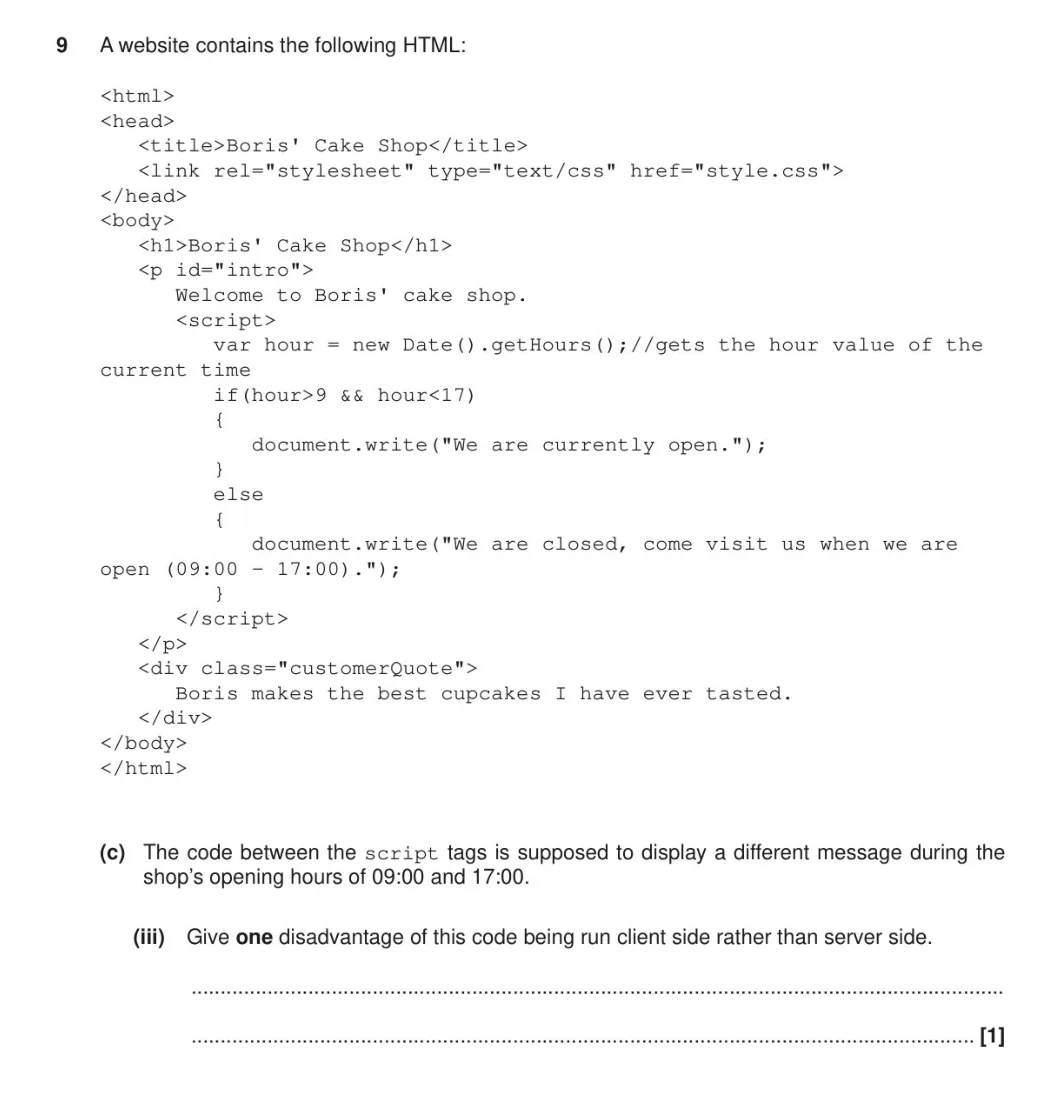 9 A website contains the following HTML:
<html>
<head>
<title>Boris' Cake Shop</title>
<link rel="stylesheet" type="text/css" href="style.css">
</head>
<body>
<h1>Boris' Cake Shop</h1>
<p id="intro">
Welcome to Boris' cake shop.
<script>
var hour = new Date().getHours();//gets the hour value of the
current time
if(hour>9 && hour<17)
{
document.write("We are currently open.");
}
else
{
document.write("We are closed, come visit us when we are
open (09:00 – 17:00).");
}
</script>
</p>
<div class="customerQuote">
Boris makes the best cupcakes I have ever tasted.
</div>
</body>
</html>
(c) The code between the script tags is supposed to display a different message during the
shop's opening hours of 09:00 and 17:00.
(iii) Give one disadvantage of this code being run client side rather than server side.
[1]